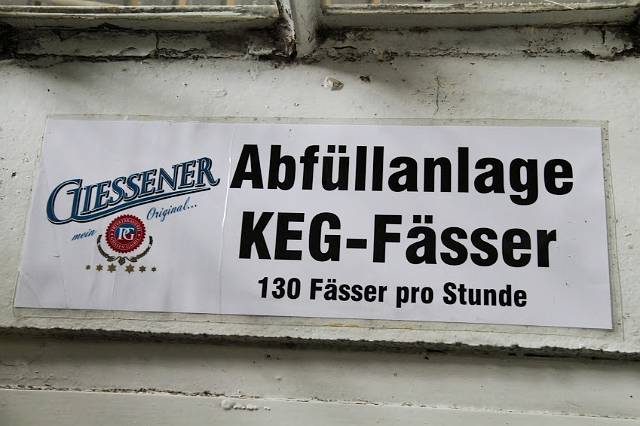 GIESSENER
mein Original...
Abfüllanlage
KEG-Fässer
130 Fässer pro Stunde